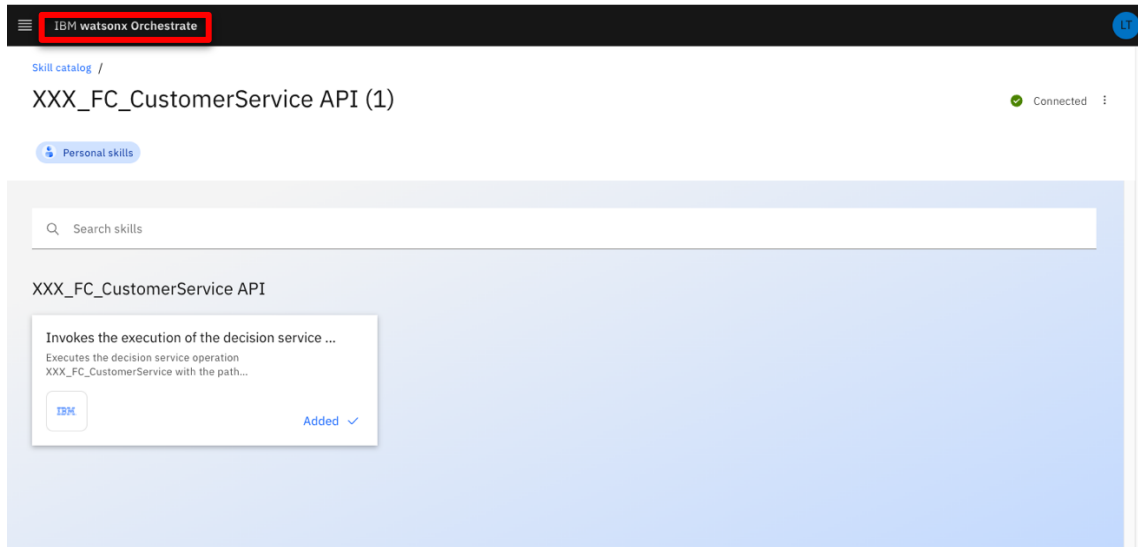 IBM watsonx Orchestrate
LT
Skill catalog /
XXX_FC_CustomerService API (1)
Connected
Personal skills
Search skills
XXX_FC_CustomerService API
Invokes the execution of the decision service ...
Executes the decision service operation
XXX_FC_CustomerService with the path...
IBM
Added